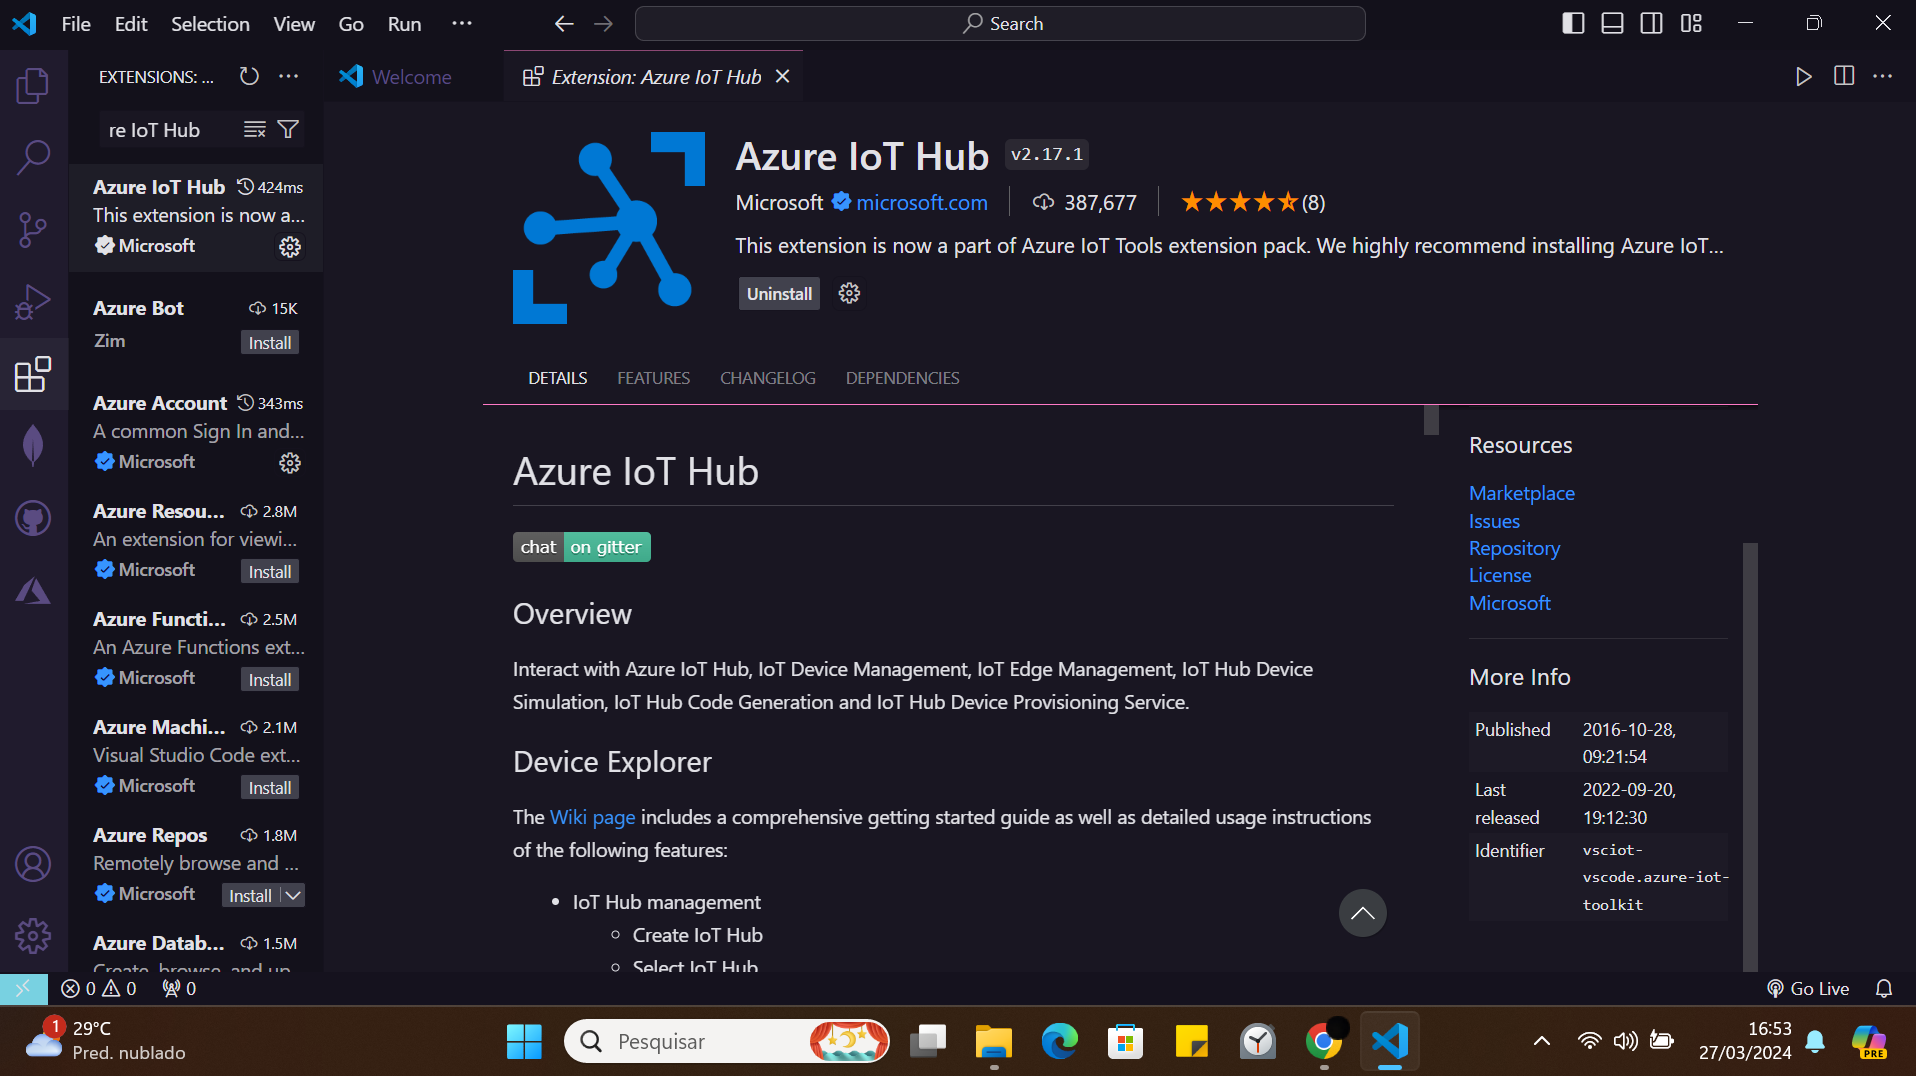 File Edit Selection View Go Run ···
Search
EXTENSIONS: ...
Welcome
Extension: Azure IoT Hub
re IoT Hub
Azure IoT Hub 424ms
This extension is now a...
Microsoft
Azure Bot 15K
Zim Install
Azure Account 343ms
A common Sign In and...
Microsoft
Azure Resou... 2.8M
An extension for viewi...
Microsoft Install
Azure Functi... 2.5M
An Azure Functions ext...
Microsoft Install
Azure Machi... 2.1M
Visual Studio Code ext...
Microsoft Install
Azure Repos 1.8M
Remotely browse and ...
Microsoft Install
Azure Datab... 1.5M
Create, browse, and up
Azure IoT Hub v2.17.1
Microsoft microsoft.com 387,677 (8)
This extension is now a part of Azure IoT Tools extension pack. We highly recommend installing Azure IoT...
Uninstall
DETAILS FEATURES CHANGELOG DEPENDENCIES
Azure IoT Hub
chat on gitter
Overview
Interact with Azure IoT Hub, IoT Device Management, IoT Edge Management, IoT Hub Device
Simulation, IoT Hub Code Generation and IoT Hub Device Provisioning Service.
Device Explorer
The Wiki page includes a comprehensive getting started guide as well as detailed usage instructions
of the following features:
• IoT Hub management
○ Create IoT Hub
○ Select IoT Hub
Resources
Marketplace
Issues
Repository
License
Microsoft
More Info
Published 2016-10-28,
09:21:54
Last 2022-09-20,
released 19:12:30
Identifier vsciot-
vscode.azure-iot-
toolkit
0 0 0
Go Live
1
29°C
Pred. nublado
Pesquisar
16:53
27/03/2024
PRE